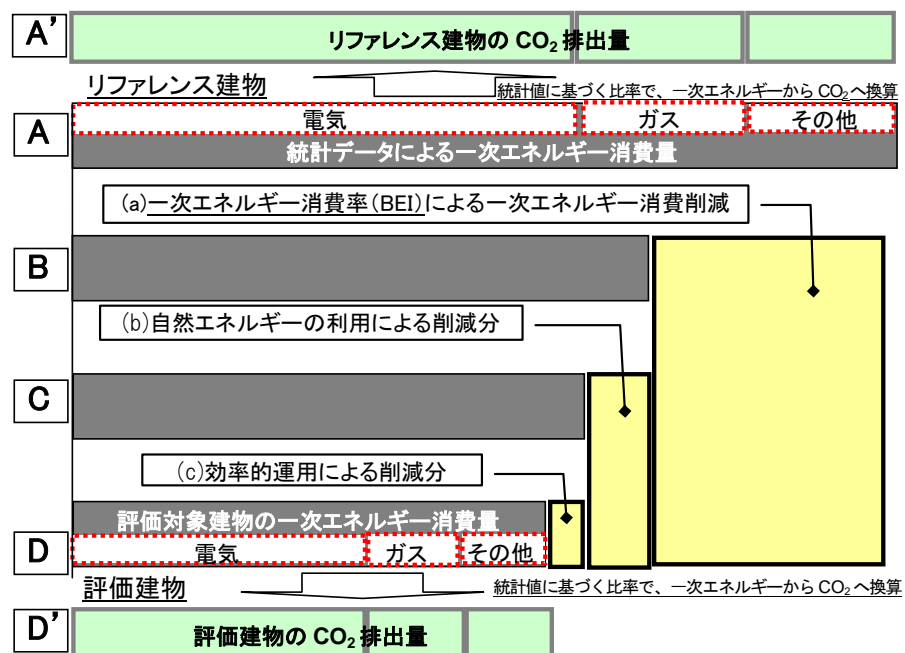 A’
リファレンス建物の CO2 排出量
リファレンス建物
統計値に基づく比率で、一次エネルギーから CO2へ換算
A
電気
ガス
その他
統計データによる一次エネルギー消費量
(a)一次エネルギー消費率(BEI)による一次エネルギー消費削減
B
(b)自然エネルギーの利用による削減分
C
(c)効率的運用による削減分
評価対象建物の一次エネルギー消費量
D
電気
ガス
その他
評価建物
統計値に基づく比率で、一次エネルギーから CO2 へ換算
D’
評価建物の CO2 排出量